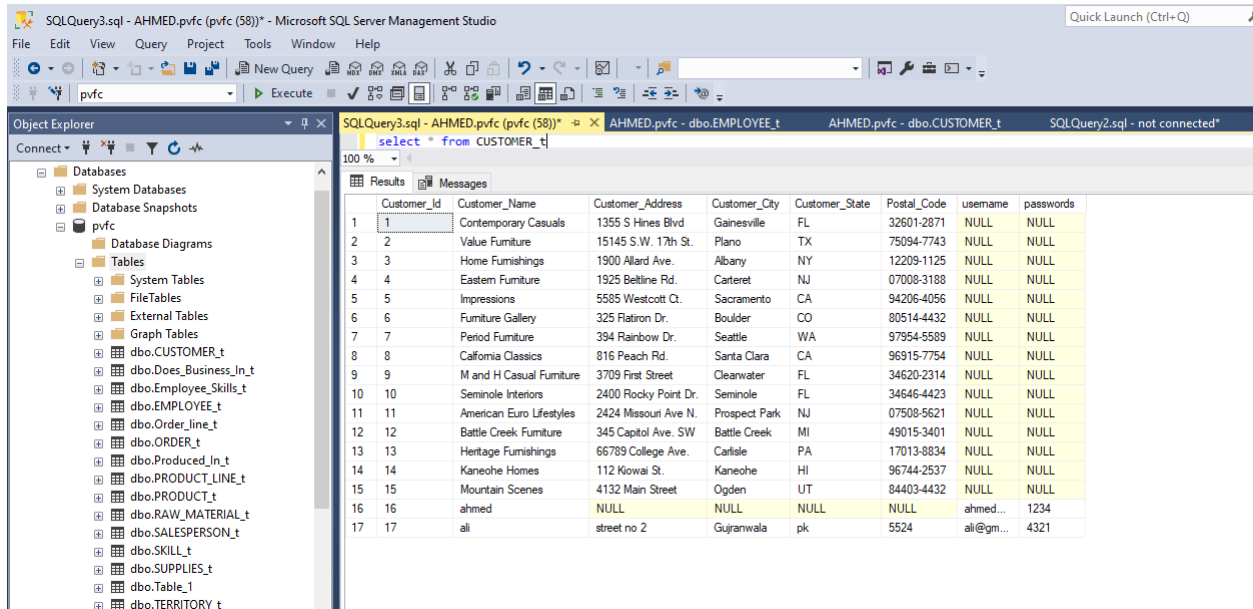 SQLQuery3.sql - AHMED.pvfc (pvfc (58))* - Microsoft SQL Server Management Studio
Quick Launch (Ctrl+Q)
File Edit View Query Project Tools Window Help
New Query MDX DMX XMLA DAX
pvfc Execute
Object Explorer
SQLQuery3.sql - AHMED.pvfc (pvfc (58))* AHMED.pvfc - dbo.EMPLOYEE_t AHMED.pvfc - dbo.CUSTOMER_t SQLQuery2.sql - not connected*
Connect
select * from CUSTOMER_t
100 %
Databases
System Databases
Database Snapshots
pvfc
Database Diagrams
Tables
System Tables
FileTables
External Tables
Graph Tables
dbo.CUSTOMER_t
dbo.Does_Business_In_t
dbo.Employee_Skills_t
dbo.EMPLOYEE_t
dbo.Order_line_t
dbo.ORDER_t
dbo.Produced_In_t
dbo.PRODUCT_LINE_t
dbo.PRODUCT_t
dbo.RAW_MATERIAL_t
dbo.SALESPERSON_t
dbo.SKILL_t
dbo.SUPPLIES_t
dbo.Table_1
dbo.TERRITORY_t
Results Messages
Customer_Id Customer_Name Customer_Address Customer_City Customer_State Postal_Code username passwords
1 1 Contemporary Casuals 1355 S Hines Blvd Gainesville FL 32601-2871 NULL NULL
2 2 Value Furniture 15145 S.W. 17th St. Plano TX 75094-7743 NULL NULL
3 3 Home Furnishings 1900 Allard Ave. Albany NY 12209-1125 NULL NULL
4 4 Eastern Furniture 1925 Beltline Rd. Carteret NJ 07008-3188 NULL NULL
5 5 Impressions 5585 Westcott Ct. Sacramento CA 94206-4056 NULL NULL
6 6 Furniture Gallery 325 Flatiron Dr. Boulder CO 80514-4432 NULL NULL
7 7 Period Furniture 394 Rainbow Dr. Seattle WA 97954-5589 NULL NULL
8 8 Calfornia Classics 816 Peach Rd. Santa Clara CA 96915-7754 NULL NULL
9 9 M and H Casual Furniture 3709 First Street Clearwater FL 34620-2314 NULL NULL
10 10 Seminole Interiors 2400 Rocky Point Dr. Seminole FL 34646-4423 NULL NULL
11 11 American Euro Lifestyles 2424 Missouri Ave N. Prospect Park NJ 07508-5621 NULL NULL
12 12 Battle Creek Furniture 345 Capitol Ave. SW Battle Creek MI 49015-3401 NULL NULL
13 13 Heritage Furnishings 66789 College Ave. Carlisle PA 17013-8834 NULL NULL
14 14 Kaneohe Homes 112 Kiowai St. Kaneohe HI 96744-2537 NULL NULL
15 15 Mountain Scenes 4132 Main Street Ogden UT 84403-4432 NULL NULL
16 16 ahmed NULL NULL NULL NULL ahmed... 1234
17 17 ali street no 2 Gujranwala pk 5524 ali@gm... 4321